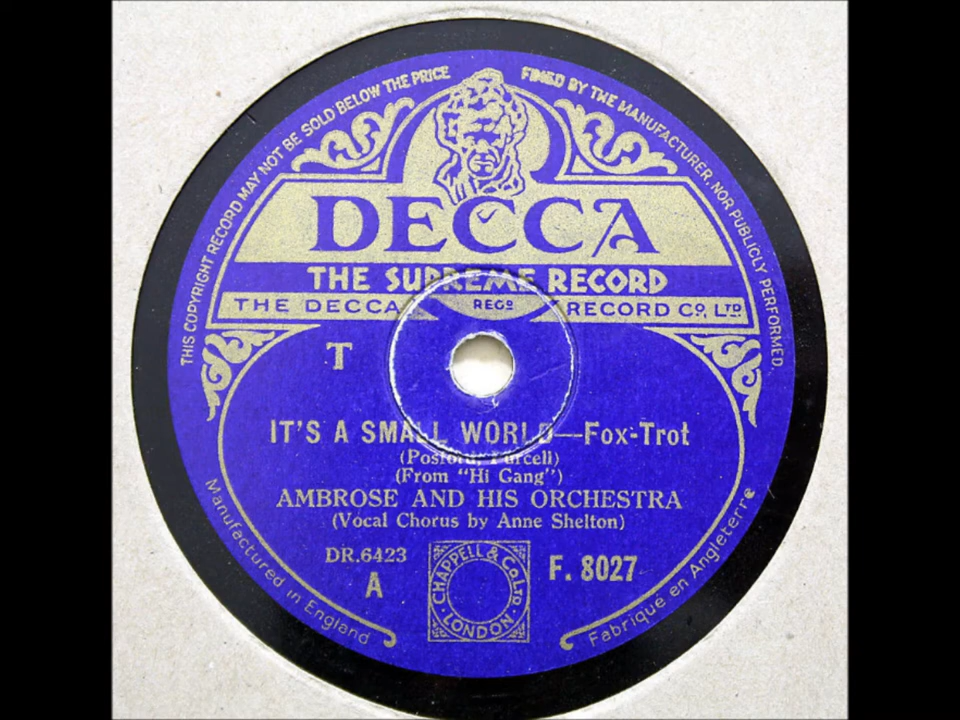 THIS COPYRIGHT RECORD MAY NOT BE SOLD BELOW THE PRICE FIXED BY THE MANUFACTURER, NOR PUBLICLY PERFORMED.
DECCA
THE SUPREME RECORD
THE DECCA REGD RECORD CO, LTD
T
IT'S A SMALL WORLD—Fox-Trot
(Posford, Purcell)
(From "Hi Gang")
AMBROSE AND HIS ORCHESTRA
(Vocal Chorus by Anne Shelton)
DR.6423
A
CHAPPELL & CO LTD
LONDON
F. 8027
Manufactured in England
Fabrique en Angleterre